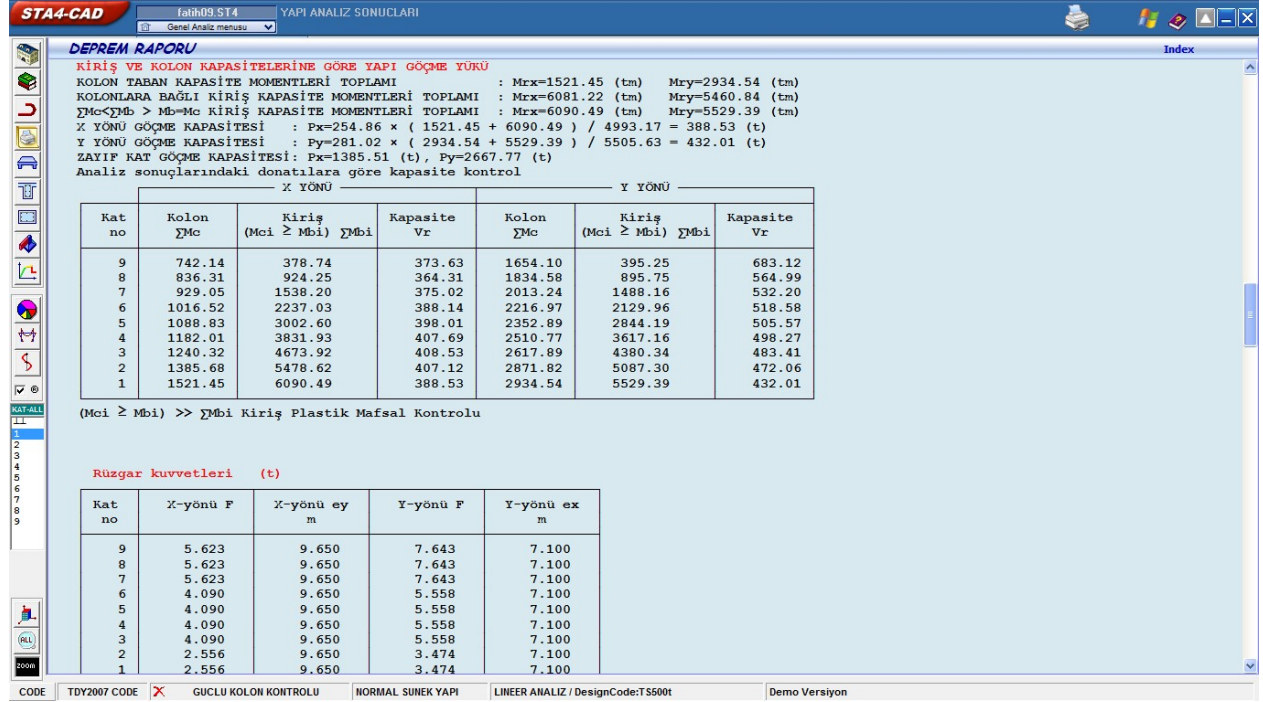 STA4-CAD
fatih09.ST4
YAPI ANALIZ SONUCLARI
Genel Analiz menusu
DEPREM RAPORU
Index
KİRİŞ VE KOLON KAPASİTELERİNE GÖRE YAPI GÖÇME YÜKÜ
KOLON TABAN KAPASİTE MOMENTLERİ TOPLAMI : Mrx=1521.45 (tm) Mry=2934.54 (tm)
KOLONLARA BAĞLI KİRİŞ KAPASİTE MOMENTLERİ TOPLAMI : Mrx=6081.22 (tm) Mry=5460.84 (tm)
∑Mc<∑Mb > Mb=Mc KİRİŞ KAPASİTE MOMENTLERİ TOPLAMI : Mrx=6090.49 (tm) Mry=5529.39 (tm)
X YÖNÜ GÖÇME KAPASİTESİ : Px=254.86 × ( 1521.45 + 6090.49 ) / 4993.17 = 388.53 (t)
Y YÖNÜ GÖÇME KAPASİTESİ : Py=281.02 × ( 2934.54 + 5529.39 ) / 5505.63 = 432.01 (t)
ZAYIF KAT GÖÇME KAPASİTESİ: Px=1385.51 (t), Py=2667.77 (t)
Analiz sonuçlarındaki donatılara göre kapasite kontrol
X YÖNÜ Y YÖNÜ
Kat Kolon Kiriş Kapasite Kolon Kiriş Kapasite
no ∑Mc (Mci ≥ Mbi) ∑Mbi Vr ∑Mc (Mci ≥ Mbi) ∑Mbi Vr
9 742.14 378.74 373.63 1654.10 395.25 683.12
8 836.31 924.25 364.31 1834.58 895.75 564.99
7 929.05 1538.20 375.02 2013.24 1488.16 532.20
6 1016.52 2237.03 388.14 2216.97 2129.96 518.58
5 1088.83 3002.60 398.01 2352.89 2844.19 505.57
4 1182.01 3831.93 407.69 2510.77 3617.16 498.27
3 1240.32 4673.92 408.53 2617.89 4380.34 483.41
2 1385.68 5478.62 407.12 2871.82 5087.30 472.06
1 1521.45 6090.49 388.53 2934.54 5529.39 432.01
(Mci ≥ Mbi) >> ∑Mbi Kiriş Plastik Mafsal Kontrolu
Rüzgar kuvvetleri (t)
Kat X-yönü F X-yönü ey Y-yönü F Y-yönü ex
no m m
9 5.623 9.650 7.643 7.100
8 5.623 9.650 7.643 7.100
7 5.623 9.650 7.643 7.100
6 4.090 9.650 5.558 7.100
5 4.090 9.650 5.558 7.100
4 4.090 9.650 5.558 7.100
3 4.090 9.650 5.558 7.100
2 2.556 9.650 3.474 7.100
1 2.556 9.650 3.474 7.100
®
KAT-ALL
1
2
3
4
5
6
7
8
9
ALL
zoom
CODE
TDY2007 CODE
GUCLU KOLON KONTROLU
NORMAL SUNEK YAPI
LINEER ANALIZ / DesignCode:TS500t
Demo Versiyon